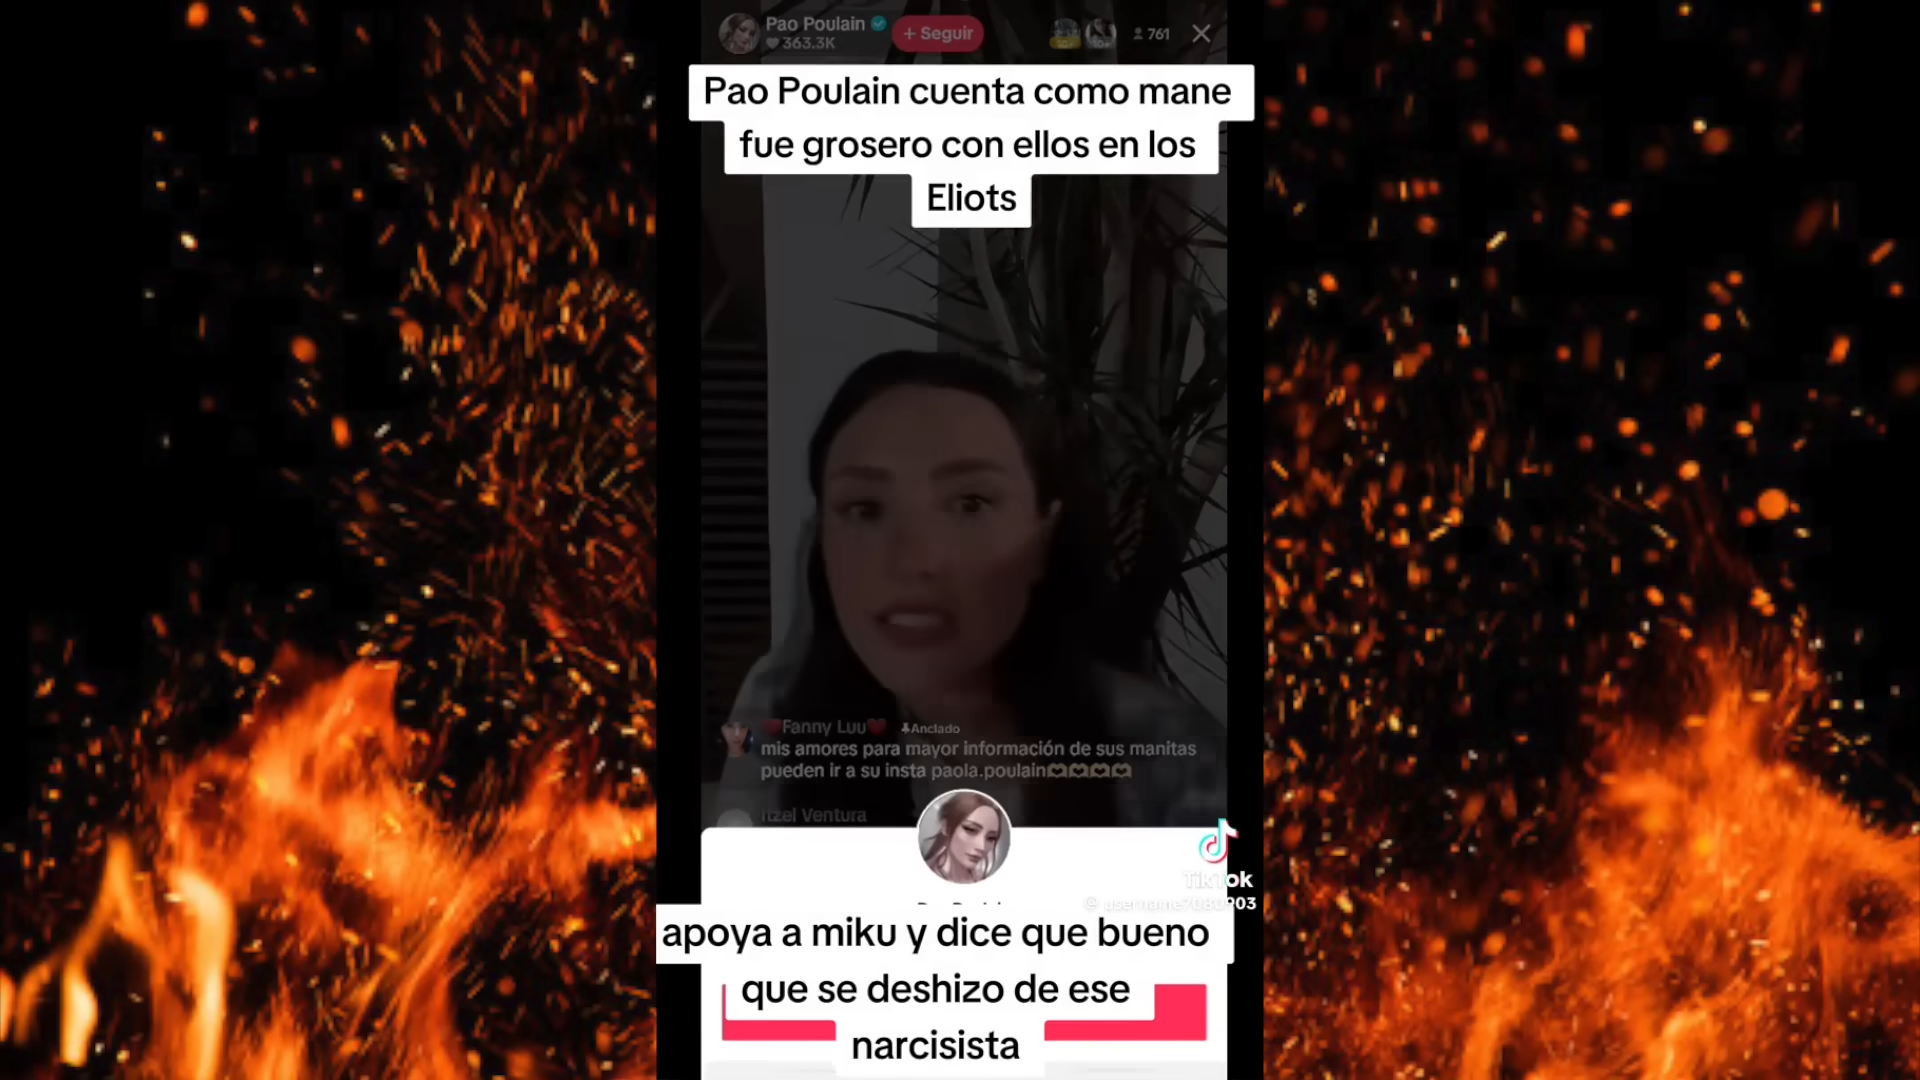 Pao Poulain
363.3K
+ Seguir
761
Pao Poulain cuenta como mane
fue grosero con ellos en los
Eliots
Fanny Luu
Anclado
mis amores para mayor información de sus manitas
pueden ir a su insta paola.poulain
Itzel Ventura
TikTok
@username7080903
apoya a miku y dice que bueno
que se deshizo de ese
narcisista